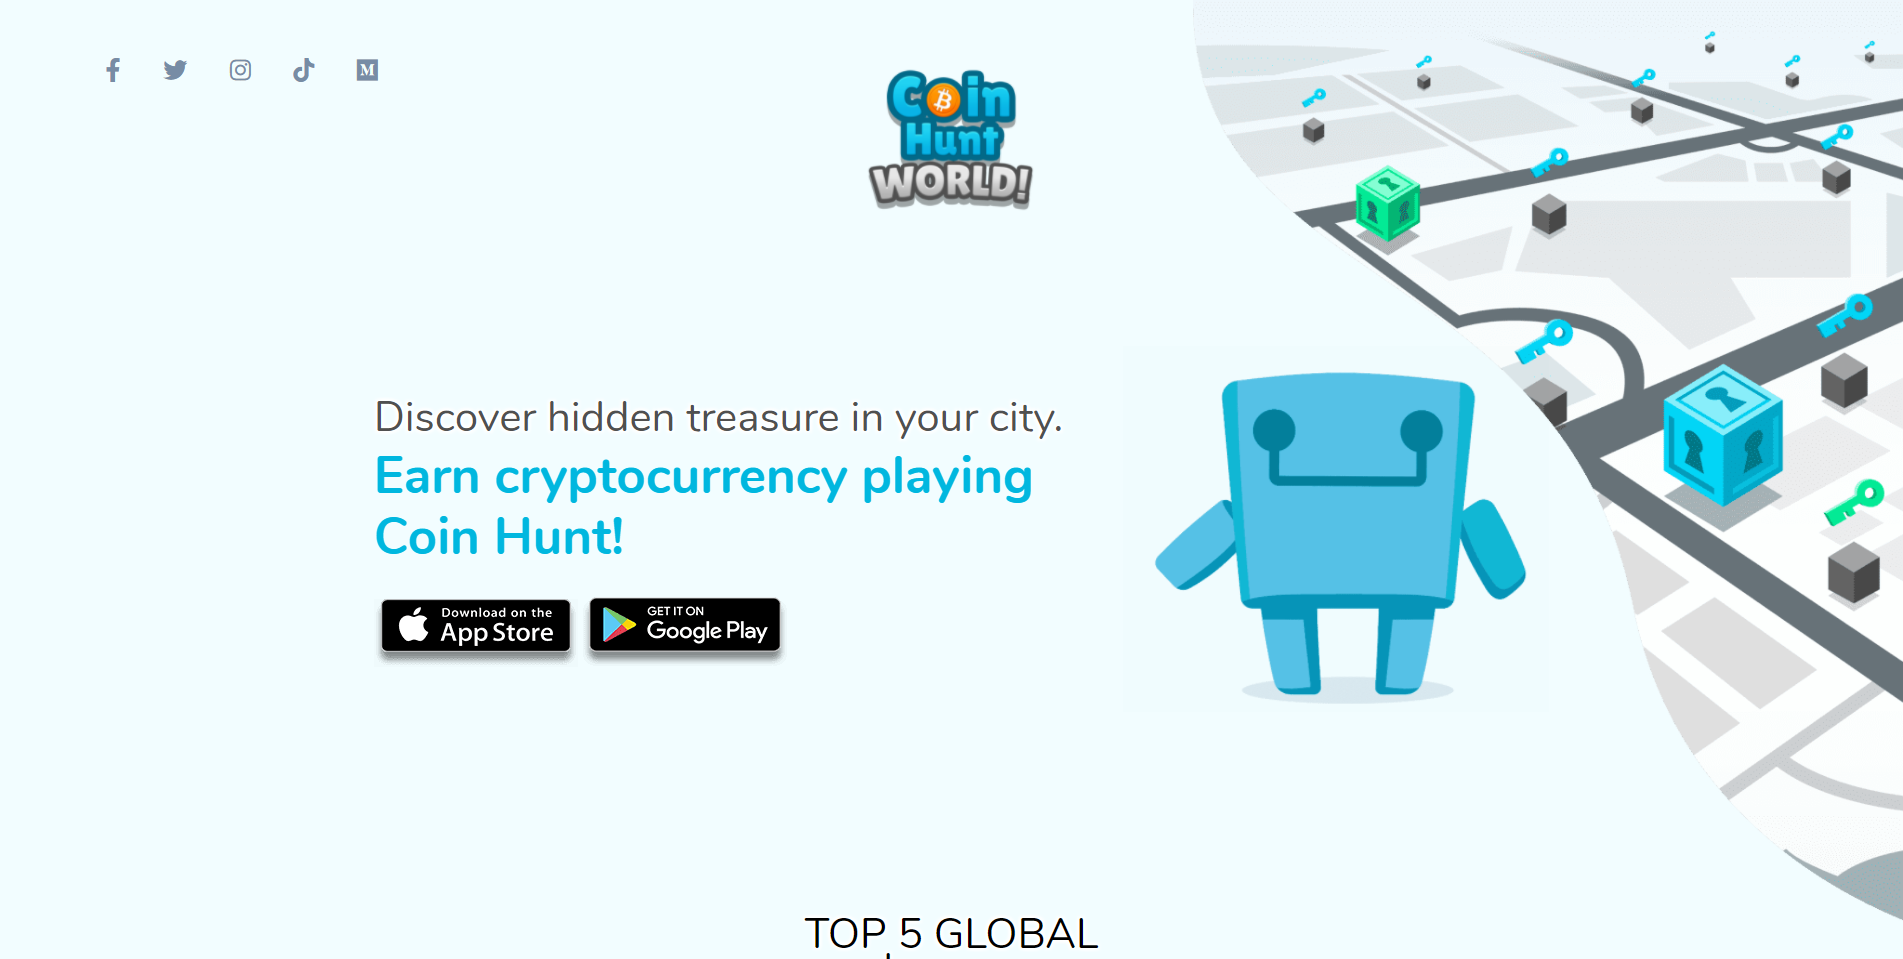 M
Coin
Hunt
WORLD!
Discover hidden treasure in your city.
Earn cryptocurrency playing
Coin Hunt!
Download on the
App Store
GET IT ON
Google Play
TOP 5 GLOBAL